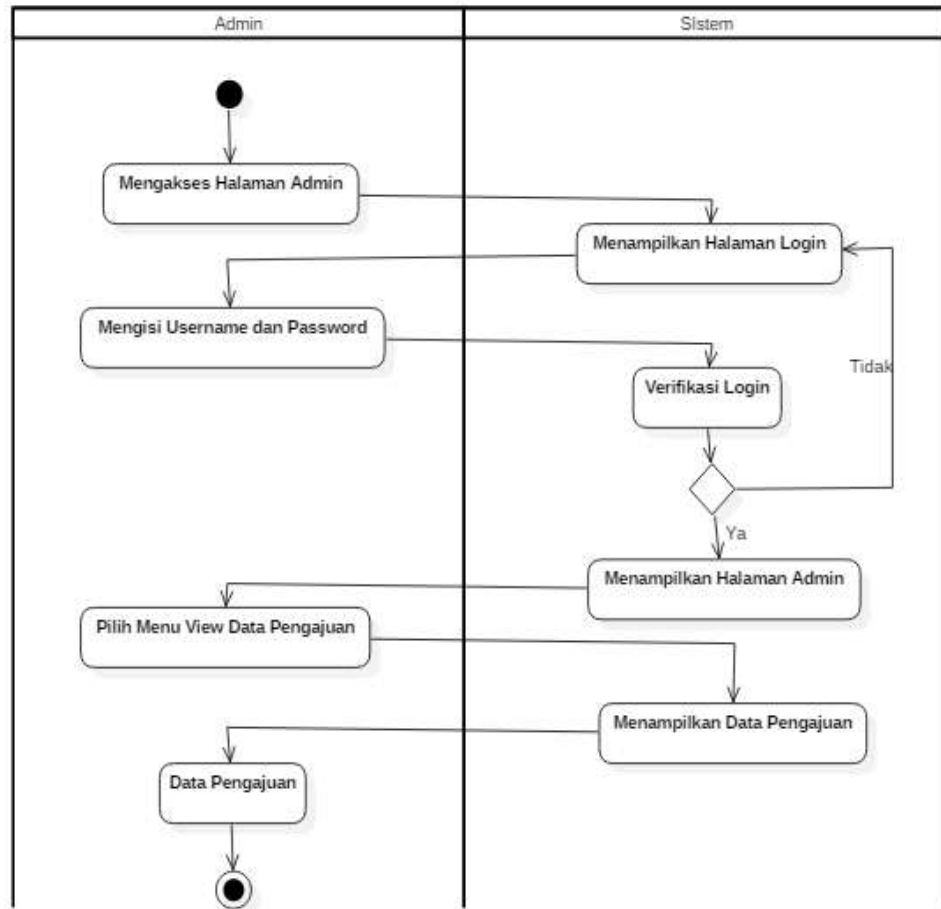 Admin
SIstem
Mengakses Halaman Admin
Menampilkan Halaman Login
Mengisi Username dan Password
Tidak
Verifikasi Login
Ya
Menampilkan Halaman Admin
Pilih Menu View Data Pengajuan
Menampilkan Data Pengajuan
Data Pengajuan